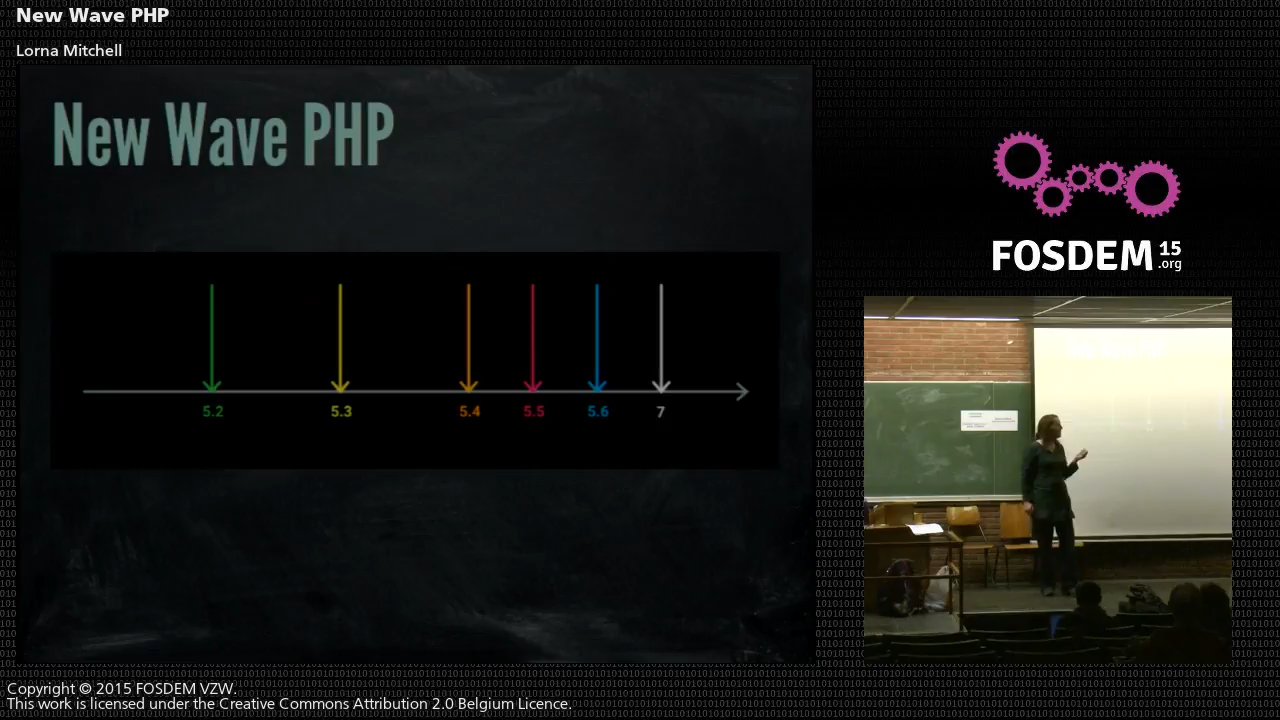 New Wave PHP
Lorna Mitchell
New Wave PHP
5.2 5.3 5.4 5.5 5.6 7
FOSDEM 15
.org
Copyright © 2015 FOSDEM VZW.
This work is licensed under the Creative Commons Attribution 2.0 Belgium Licence.